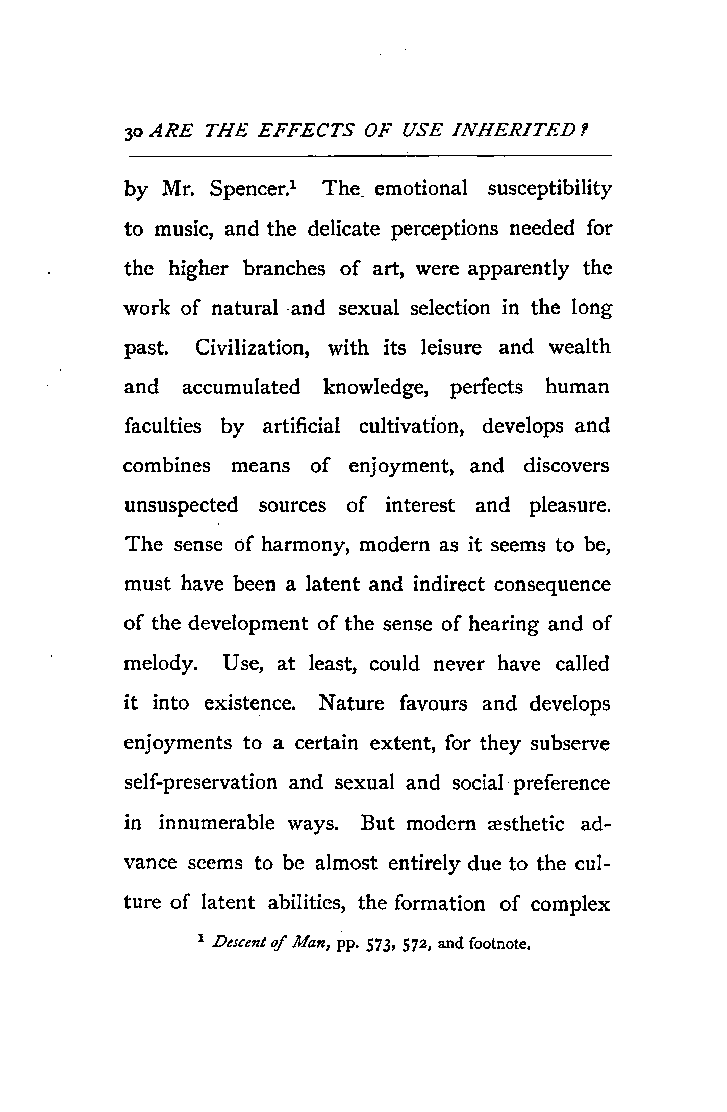 30 ARE THE EFFECTS OF USE INHERITED?
by Mr. Spencer.¹ The emotional susceptibility
to music, and the delicate perceptions needed for
the higher branches of art, were apparently the
work of natural and sexual selection in the long
past. Civilization, with its leisure and wealth
and accumulated knowledge, perfects human
faculties by artificial cultivation, develops and
combines means of enjoyment, and discovers
unsuspected sources of interest and pleasure.
The sense of harmony, modern as it seems to be,
must have been a latent and indirect consequence
of the development of the sense of hearing and of
melody. Use, at least, could never have called
it into existence. Nature favours and develops
enjoyments to a certain extent, for they subserve
self-preservation and sexual and social preference
in innumerable ways. But modern æsthetic ad-
vance seems to be almost entirely due to the cul-
ture of latent abilities, the formation of complex
¹ Descent of Man, pp. 573, 572, and footnote.